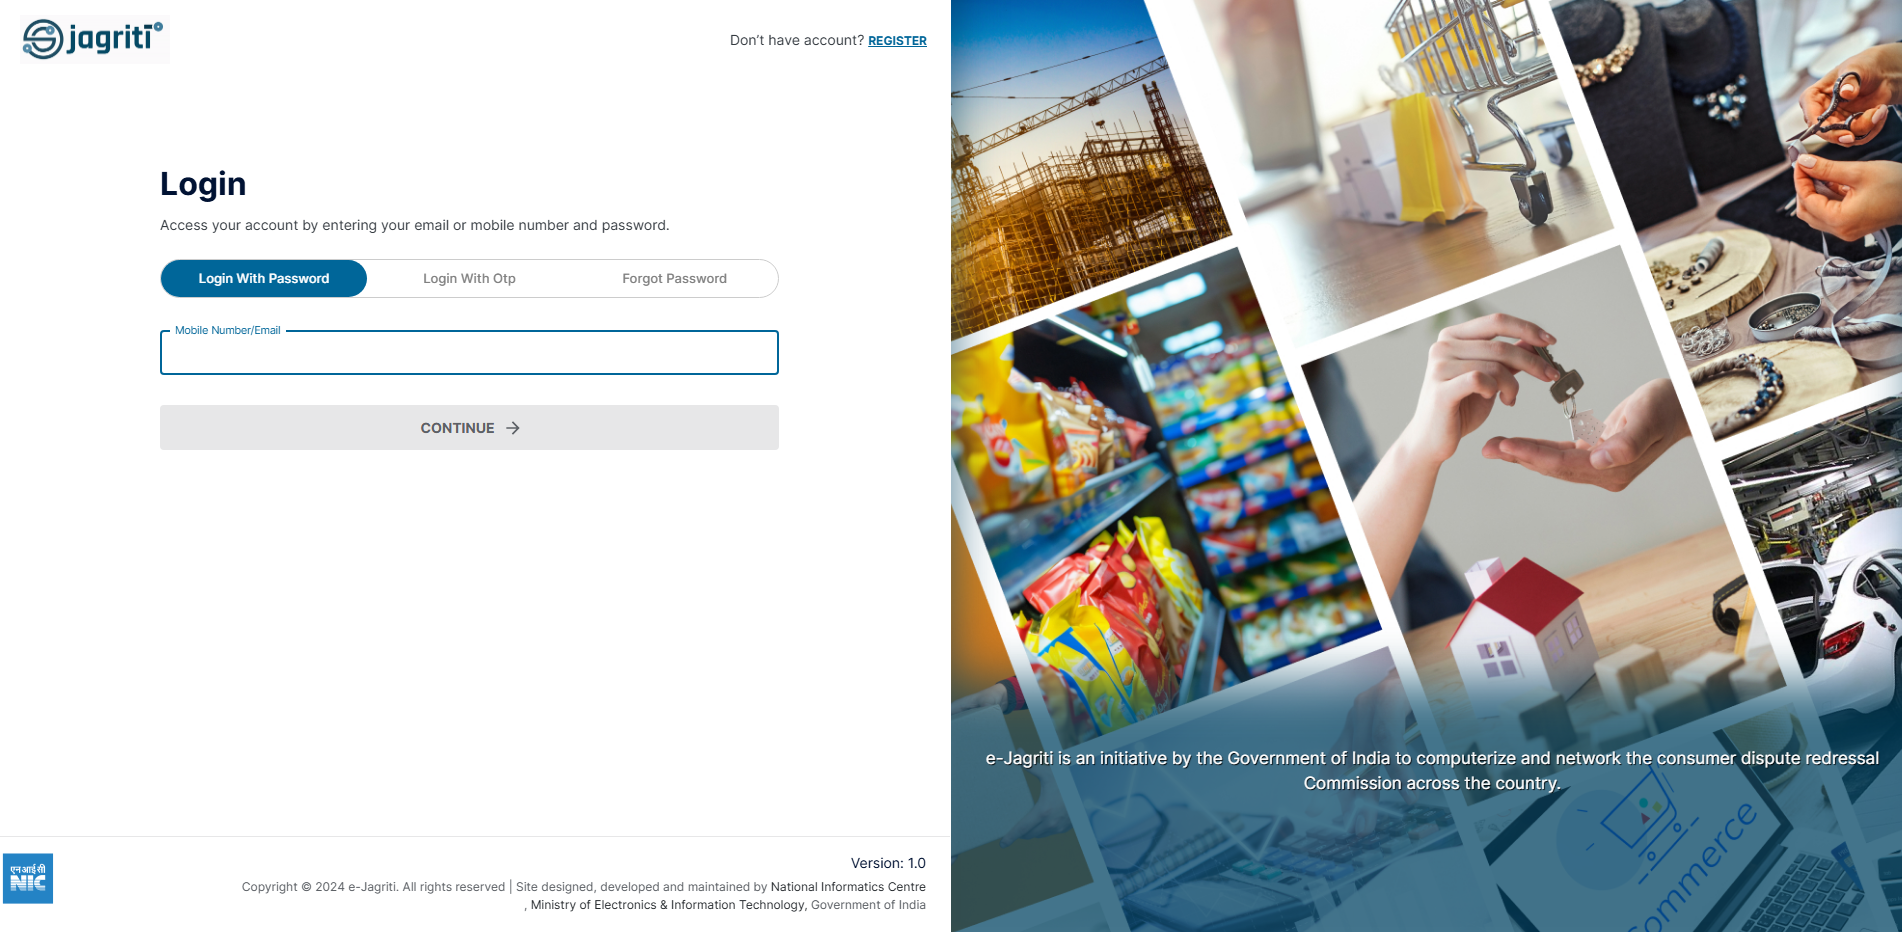 jagriti
Don't have account? REGISTER
Login
Access your account by entering your email or mobile number and password.
Login With Password
Login With Otp
Forgot Password
Mobile Number/Email
CONTINUE
e-Jagriti is an initiative by the Government of India to computerize and network the consumer dispute redressal
Commission across the country.
ommerce
Version: 1.0
एनआईसी
NIC
Copyright © 2024 e-Jagriti. All rights reserved | Site designed, developed and maintained by National Informatics Centre
, Ministry of Electronics & Information Technology, Government of India